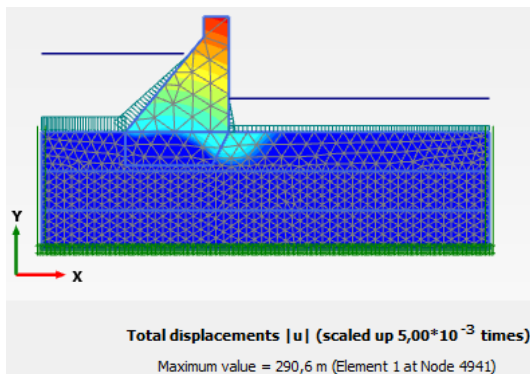 Y
X
Total displacements |u| (scaled up 5,00*10 -3 times)
Maximum value = 290,6 m (Element 1 at Node 4941)